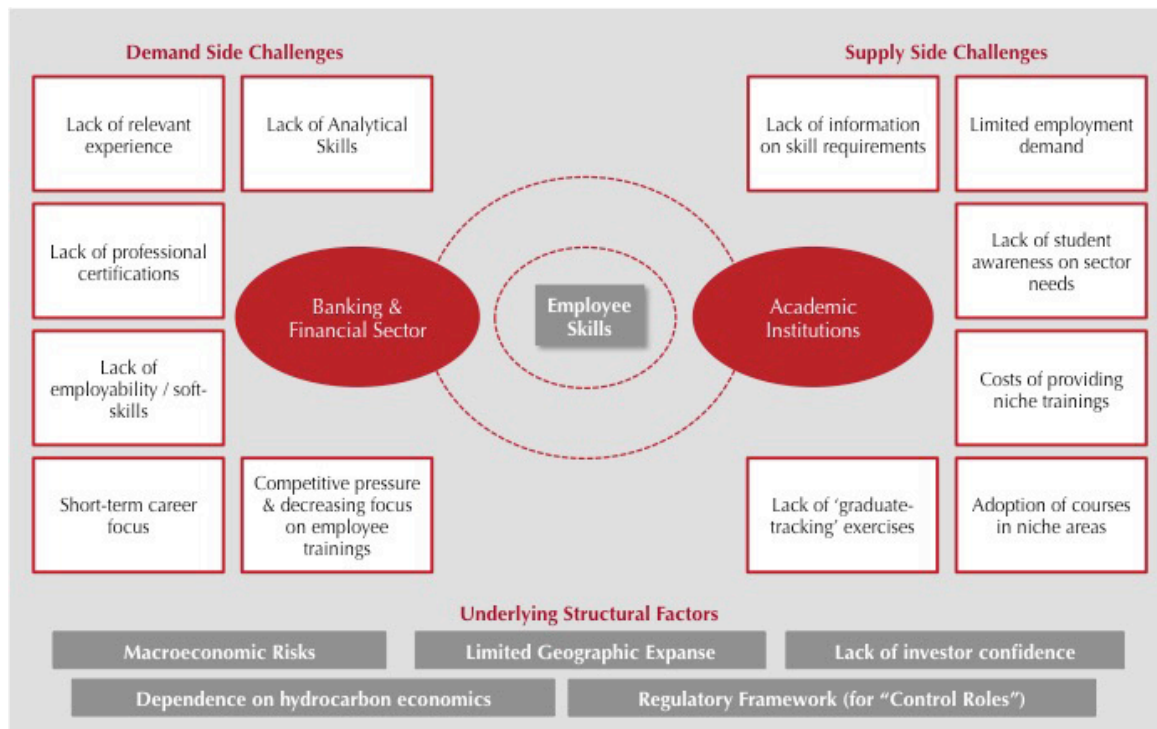 Demand Side Challenges
Supply Side Challenges
Lack of relevant
experience
Lack of Analytical
Skills
Lack of information
on skill requirements
Limited employment
demand
Lack of professional
certifications
Lack of student
awareness on sector
needs
Banking &
Financial Sector
Employee
Skills
Academic
Institutions
Lack of
employability / soft-
skills
Costs of providing
niche trainings
Short-term career
focus
Competitive pressure
& decreasing focus
on employee
trainings
Lack of ‘graduate-
tracking’ exercises
Adoption of courses
in niche areas
Underlying Structural Factors
Macroeconomic Risks
Limited Geographic Expanse
Lack of investor confidence
Dependence on hydrocarbon economics
Regulatory Framework (for “Control Roles”)